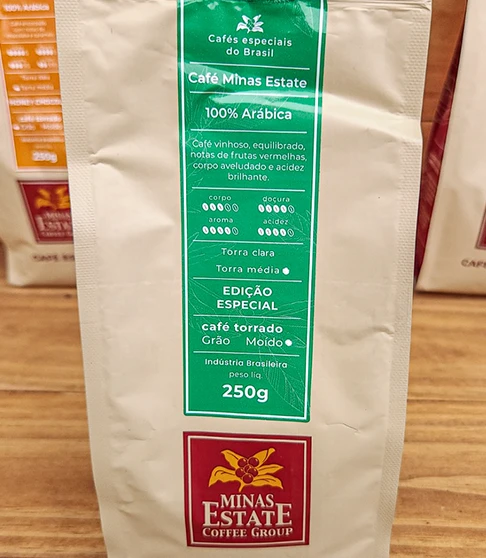 Cafés especiais
do Brasil
Café Minas Estate
100% Arábica
Café vinhoso, equilibrado,
notas de frutas vermelhas,
corpo aveludado e acidez
brilhante.
corpo doçura
aroma acidez
Torra clara
Torra média
EDIÇÃO
ESPECIAL
café torrado
Grão Moído
Indústria Brasileira
peso liq.
250g
MINAS
ESTATE
COFFEE GROUP
100% Arábica
250g
MINAS
ESTATE